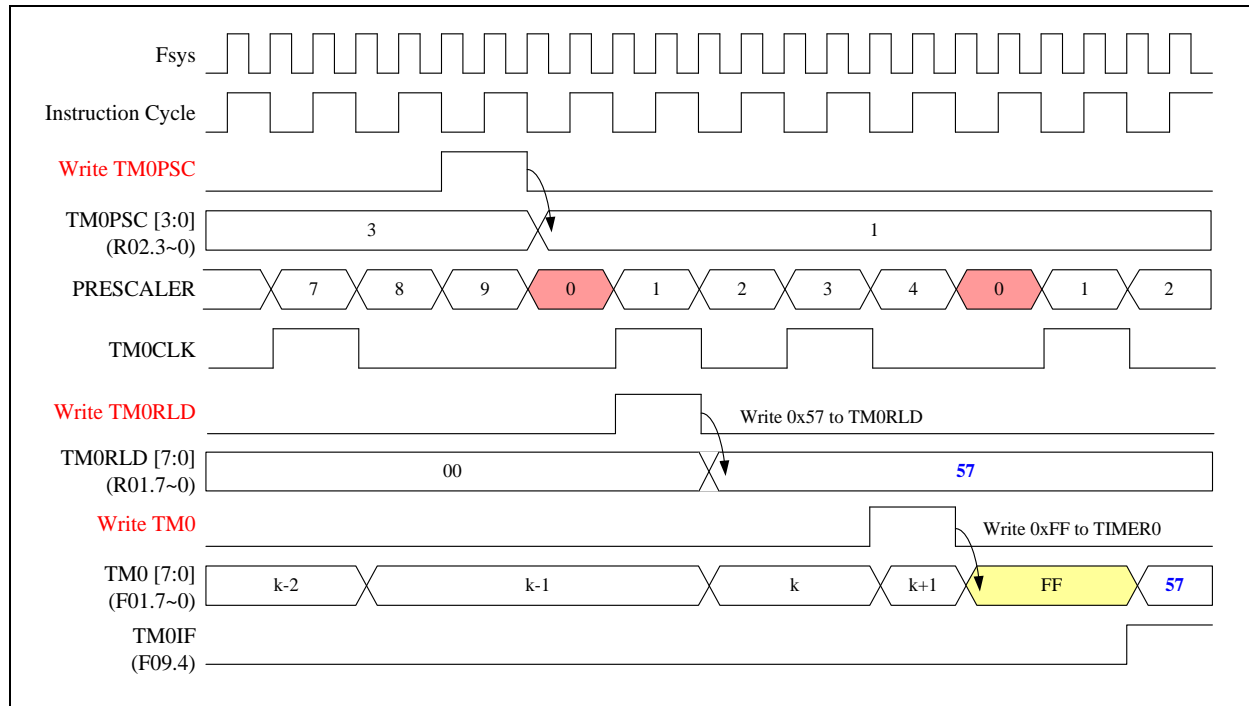 Fsys
Instruction Cycle
Write TM0PSC
TM0PSC [3:0]
(R02.3~0)
3 1
PRESCALER
7 8 9 0 1 2 3 4 0 1 2
TM0CLK
Write TM0RLD
Write 0x57 to TM0RLD
TM0RLD [7:0]
(R01.7~0)
00 57
Write TM0
Write 0xFF to TIMER0
TM0 [7:0]
(F01.7~0)
k-2 k-1 k k+1 FF 57
TM0IF
(F09.4)